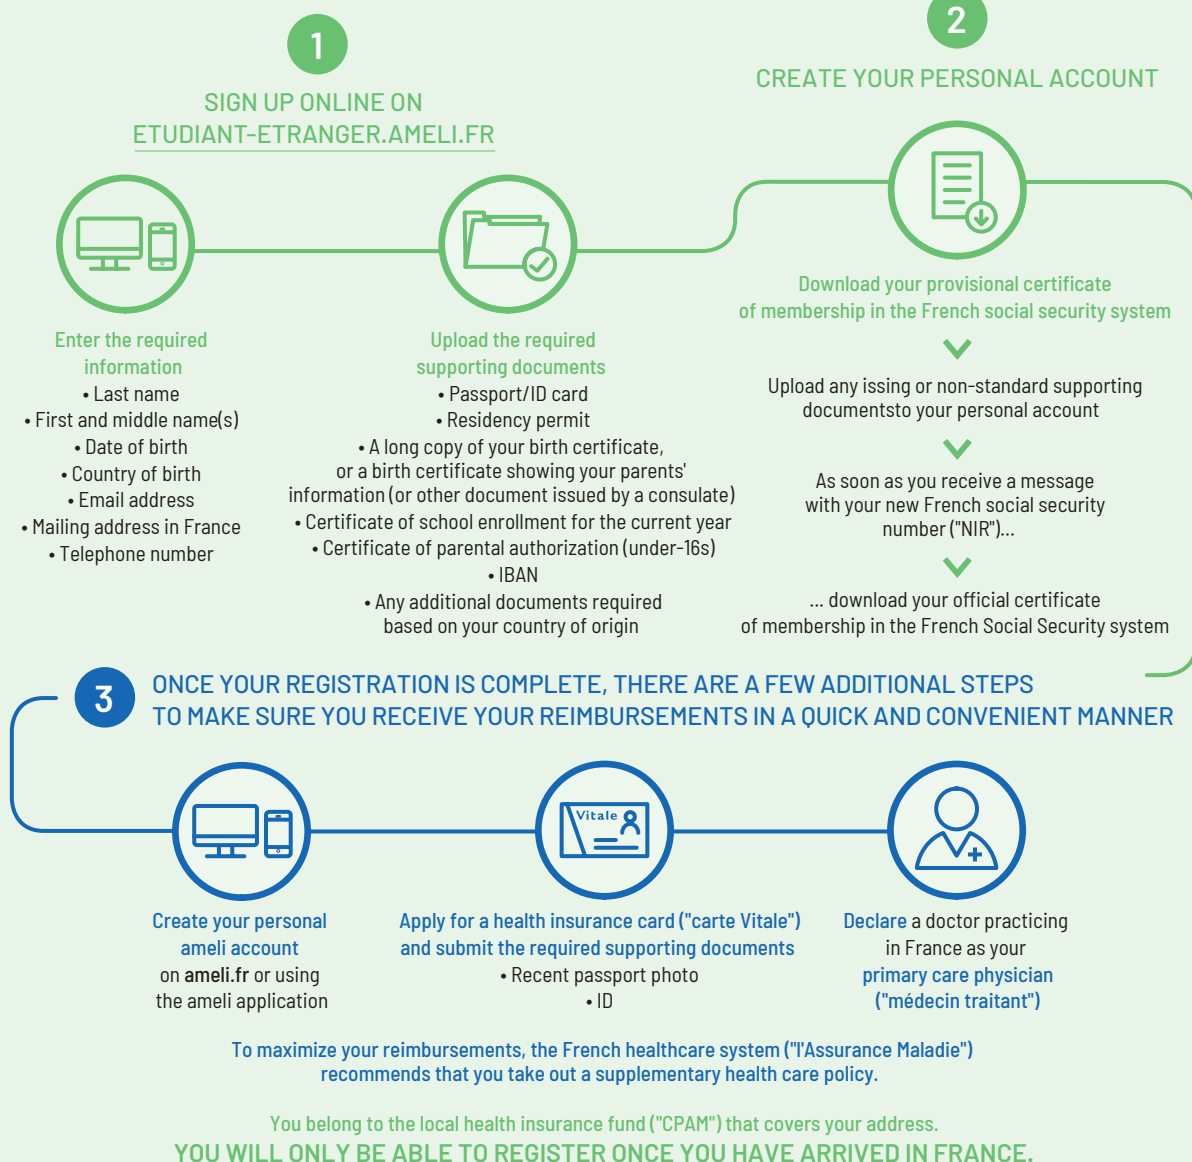 1
SIGN UP ONLINE ON
ETUDIANT-ETRANGER.AMELI.FR
Enter the required
information
• Last name
• First and middle name(s)
• Date of birth
• Country of birth
• Email address
• Mailing address in France
• Telephone number
Upload the required
supporting documents
• Passport/ID card
• Residency permit
• A long copy of your birth certificate,
or a birth certificate showing your parents'
information (or other document issued by a consulate)
• Certificate of school enrollment for the current year
• Certificate of parental authorization (under-16s)
• IBAN
• Any additional documents required
based on your country of origin
2
CREATE YOUR PERSONAL ACCOUNT
Download your provisional certificate
of membership in the French social security system
Upload any issing or non-standard supporting
documentsto your personal account
As soon as you receive a message
with your new French social security
number ("NIR")...
... download your official certificate
of membership in the French Social Security system
3
ONCE YOUR REGISTRATION IS COMPLETE, THERE ARE A FEW ADDITIONAL STEPS
TO MAKE SURE YOU RECEIVE YOUR REIMBURSEMENTS IN A QUICK AND CONVENIENT MANNER
Create your personal
ameli account
on ameli.fr or using
the ameli application
Vitale
Apply for a health insurance card ("carte Vitale")
and submit the required supporting documents
• Recent passport photo
• ID
Declare a doctor practicing
in France as your
primary care physician
("médecin traitant")
To maximize your reimbursements, the French healthcare system ("l'Assurance Maladie")
recommends that you take out a supplementary health care policy.
You belong to the local health insurance fund ("CPAM") that covers your address.
YOU WILL ONLY BE ABLE TO REGISTER ONCE YOU HAVE ARRIVED IN FRANCE.